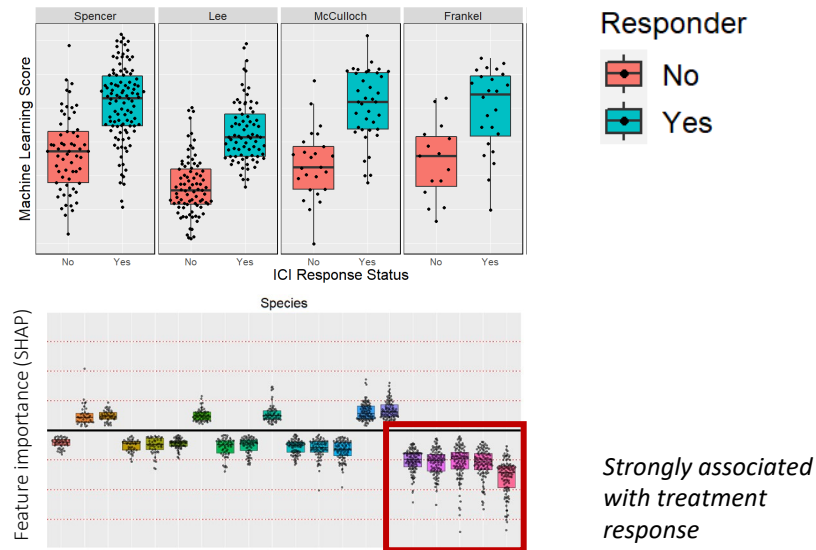 Spencer
Lee
McCulloch
Frankel
Machine Learning Score
No
Yes
No
Yes
No
Yes
No
Yes
ICI Response Status
Responder
No
Yes
Species
Feature importance (SHAP)
Strongly associated
with treatment
response